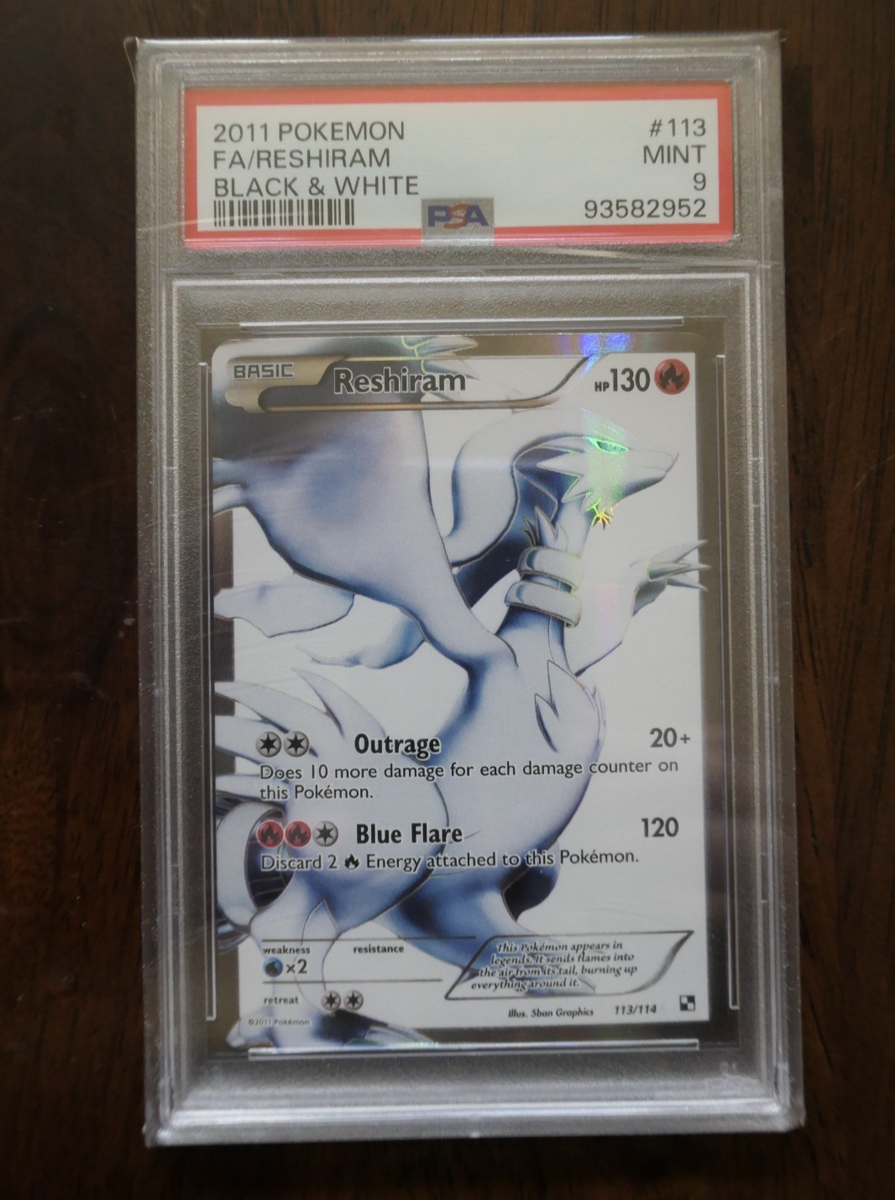 2011 POKEMON #113
FA/RESHIRAM MINT
BLACK & WHITE 9
PSA 93582952
BASIC Reshiram HP130
Outrage 20+
Does 10 more damage for each damage counter on
this Pokémon.
Blue Flare 120
Discard 2 Energy attached to this Pokémon.
weakness resistance
×2
retreat
This Pokémon appears in
legends. It sends flames into
the air from its tail, burning up
everything around it.
©2011 Pokémon
Illus. 5ban Graphics 113/114